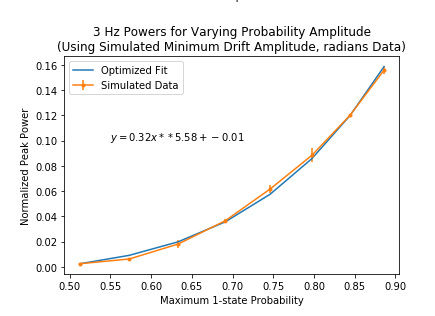 3 Hz Powers for Varying Probability Amplitude
(Using Simulated Minimum Drift Amplitude, radians Data)
Optimized Fit
Simulated Data
y = 0.32x * *5.58 + −0.01
Normalized Peak Power
0.16
0.14
0.12
0.10
0.08
0.06
0.04
0.02
0.00
0.50 0.55 0.60 0.65 0.70 0.75 0.80 0.85 0.90
Maximum 1-state Probability